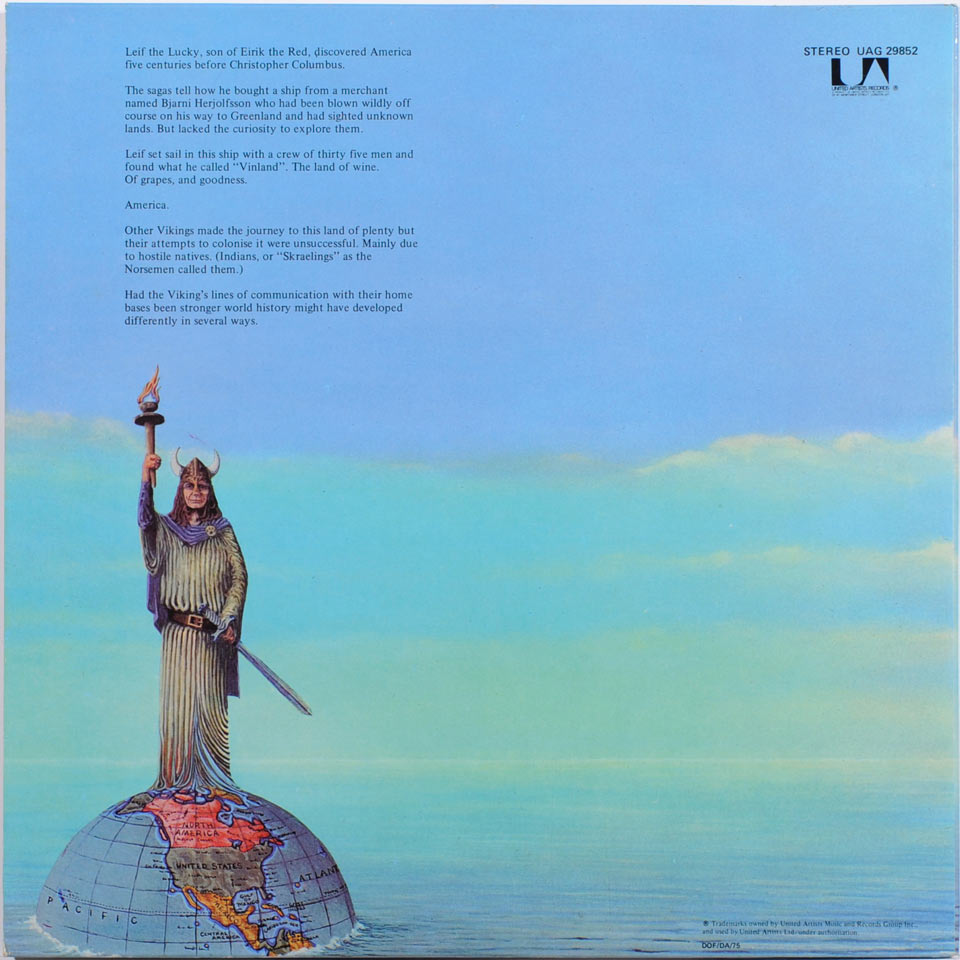 Leif the Lucky, son of Eirik the Red, discovered America
five centuries before Christopher Columbus.
The sagas tell how he bought a ship from a merchant
named Bjarni Herjolfsson who had been blown wildly off
course on his way to Greenland and had sighted unknown
lands. But lacked the curiosity to explore them.
Leif set sail in this ship with a crew of thirty five men and
found what he called "Vinland". The land of wine.
Of grapes, and goodness.
America.
Other Vikings made the journey to this land of plenty but
their attempts to colonise it were unsuccessful. Mainly due
to hostile natives. (Indians, or "Skraelings" as the
Norsemen called them.)
Had the Viking's lines of communication with their home
bases been stronger world history might have developed
differently in several ways.
STEREO UAG 29852
UA
UNITED ARTISTS RECORDS ®
NORTH
AMERICA
UNITED STATES
ATLANT
PACIFIC
CENTRAL
AMERICA
® Trademarks owned by United Artists Music and Records Group Inc.
and used by United Artists Ltd. under authorisation.
DOF/DA/75